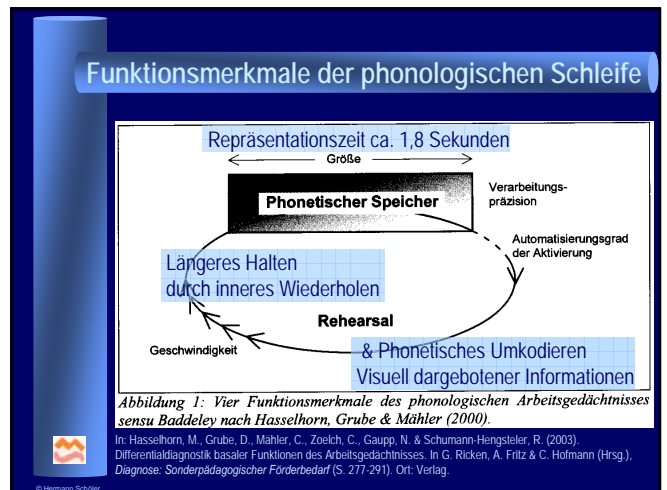 Funktionsmerkmale der phonologischen Schleife
Repräsentationszeit ca. 1,8 Sekunden
Größe
Phonetischer Speicher
Verarbeitungs-
präzision
Automatisierungsgrad
der Aktivierung
Längeres Halten
durch inneres Wiederholen
Rehearsal
Geschwindigkeit
& Phonetisches Umkodieren
Visuell dargebotener Informationen
Abbildung 1: Vier Funktionsmerkmale des phonologischen Arbeitsgedächtnisses
sensu Baddeley nach Hasselhorn, Grube & Mähler (2000).
In: Hasselhorn, M., Grube, D., Mähler, C., Zoelch, C., Gaupp, N. & Schumann-Hengsteler, R. (2003).
Differentialdiagnostik basaler Funktionen des Arbeitsgedächtnisses. In G. Ricken, A. Fritz & C. Hofmann (Hrsg.),
Diagnose: Sonderpädagogischer Förderbedarf (S. 277-291). Ort: Verlag.
© Hermann Schöler